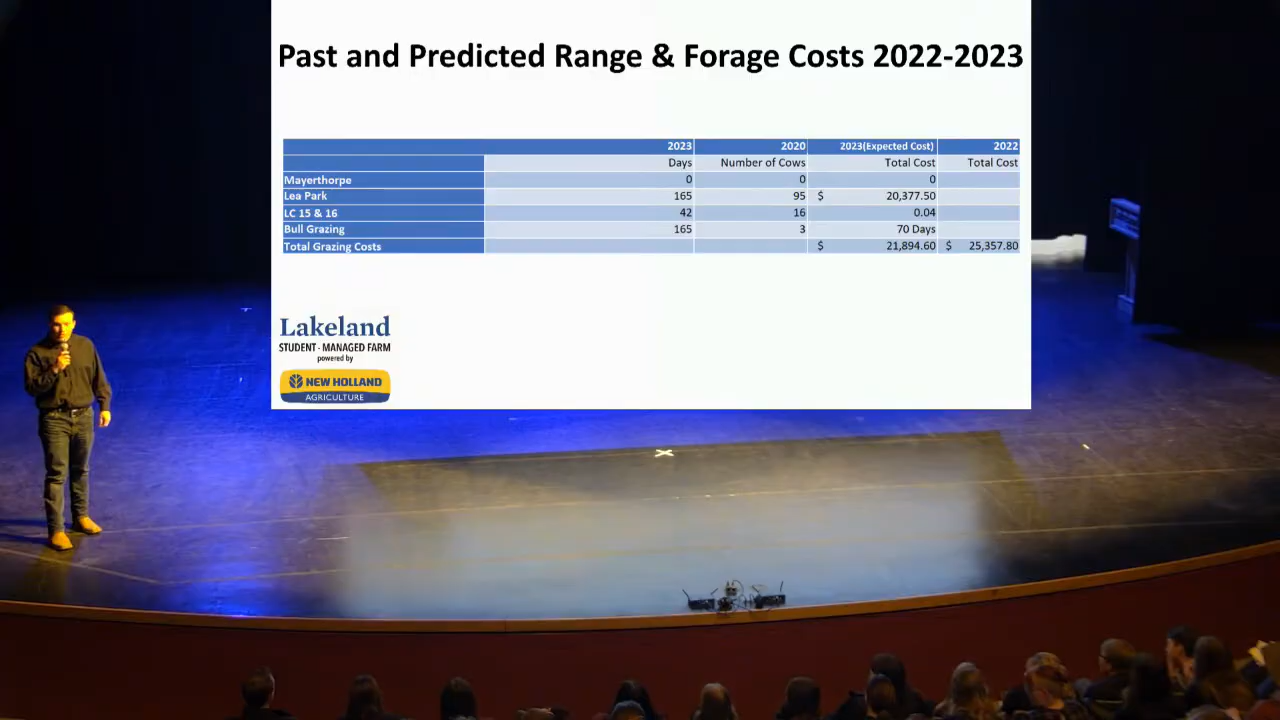 Past and Predicted Range & Forage Costs 2022-2023
2023 2020 2023(Expected Cost) 2022
Days Number of Cows Total Cost Total Cost
Mayerthorpe 0 0 0
Lea Park 165 95 $ 20,377.50
LC 15 & 16 42 16 0.04
Bull Grazing 165 3 70 Days
Total Grazing Costs $ 21,894.60 $ 25,357.80
Lakeland
STUDENT - MANAGED FARM
powered by
NEW HOLLAND
AGRICULTURE